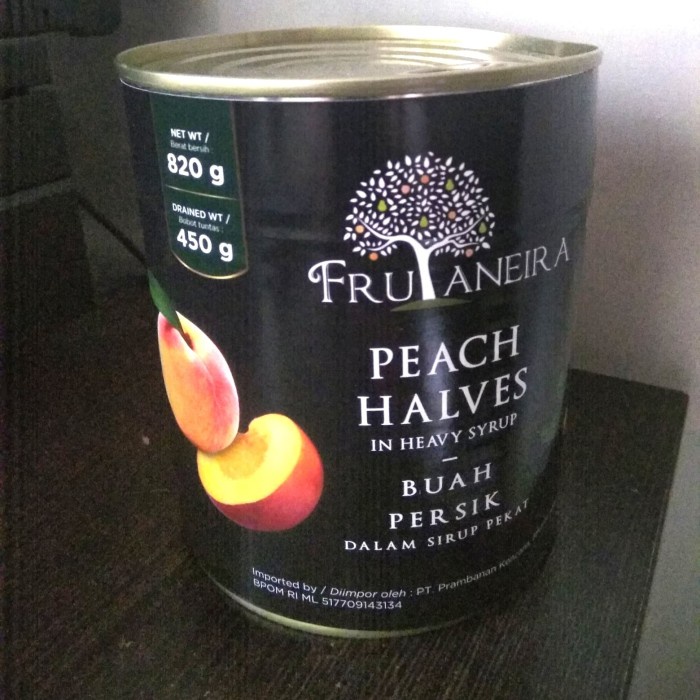 NET WT /
Berat bersih :
820 g
DRAINED WT /
Bobot tuntas :
450 g
FRUTANEIRA
PEACH
HALVES
IN HEAVY SYRUP
–
BUAH
PERSIK
DALAM SIRUP PEKAT
Imported by / Diimpor oleh : PT. Prambanan Kencana
BPOM RI ML 517709143134